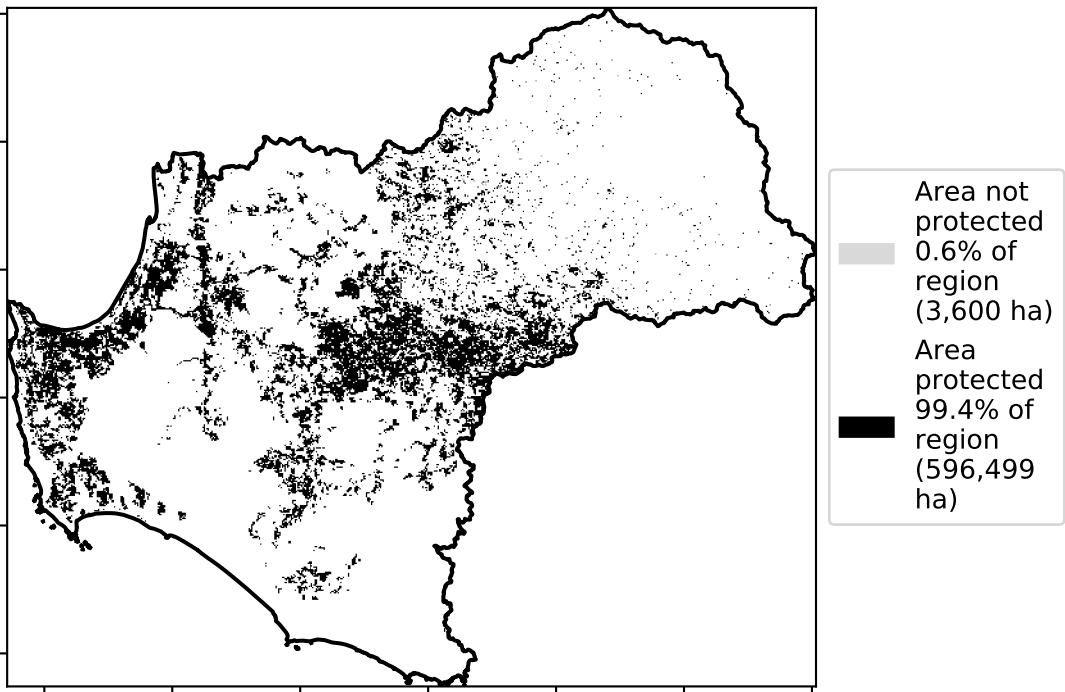 Area not
protected
0.6% of
region
(3,600 ha)
Area
protected
99.4% of
region
(596,499
ha)